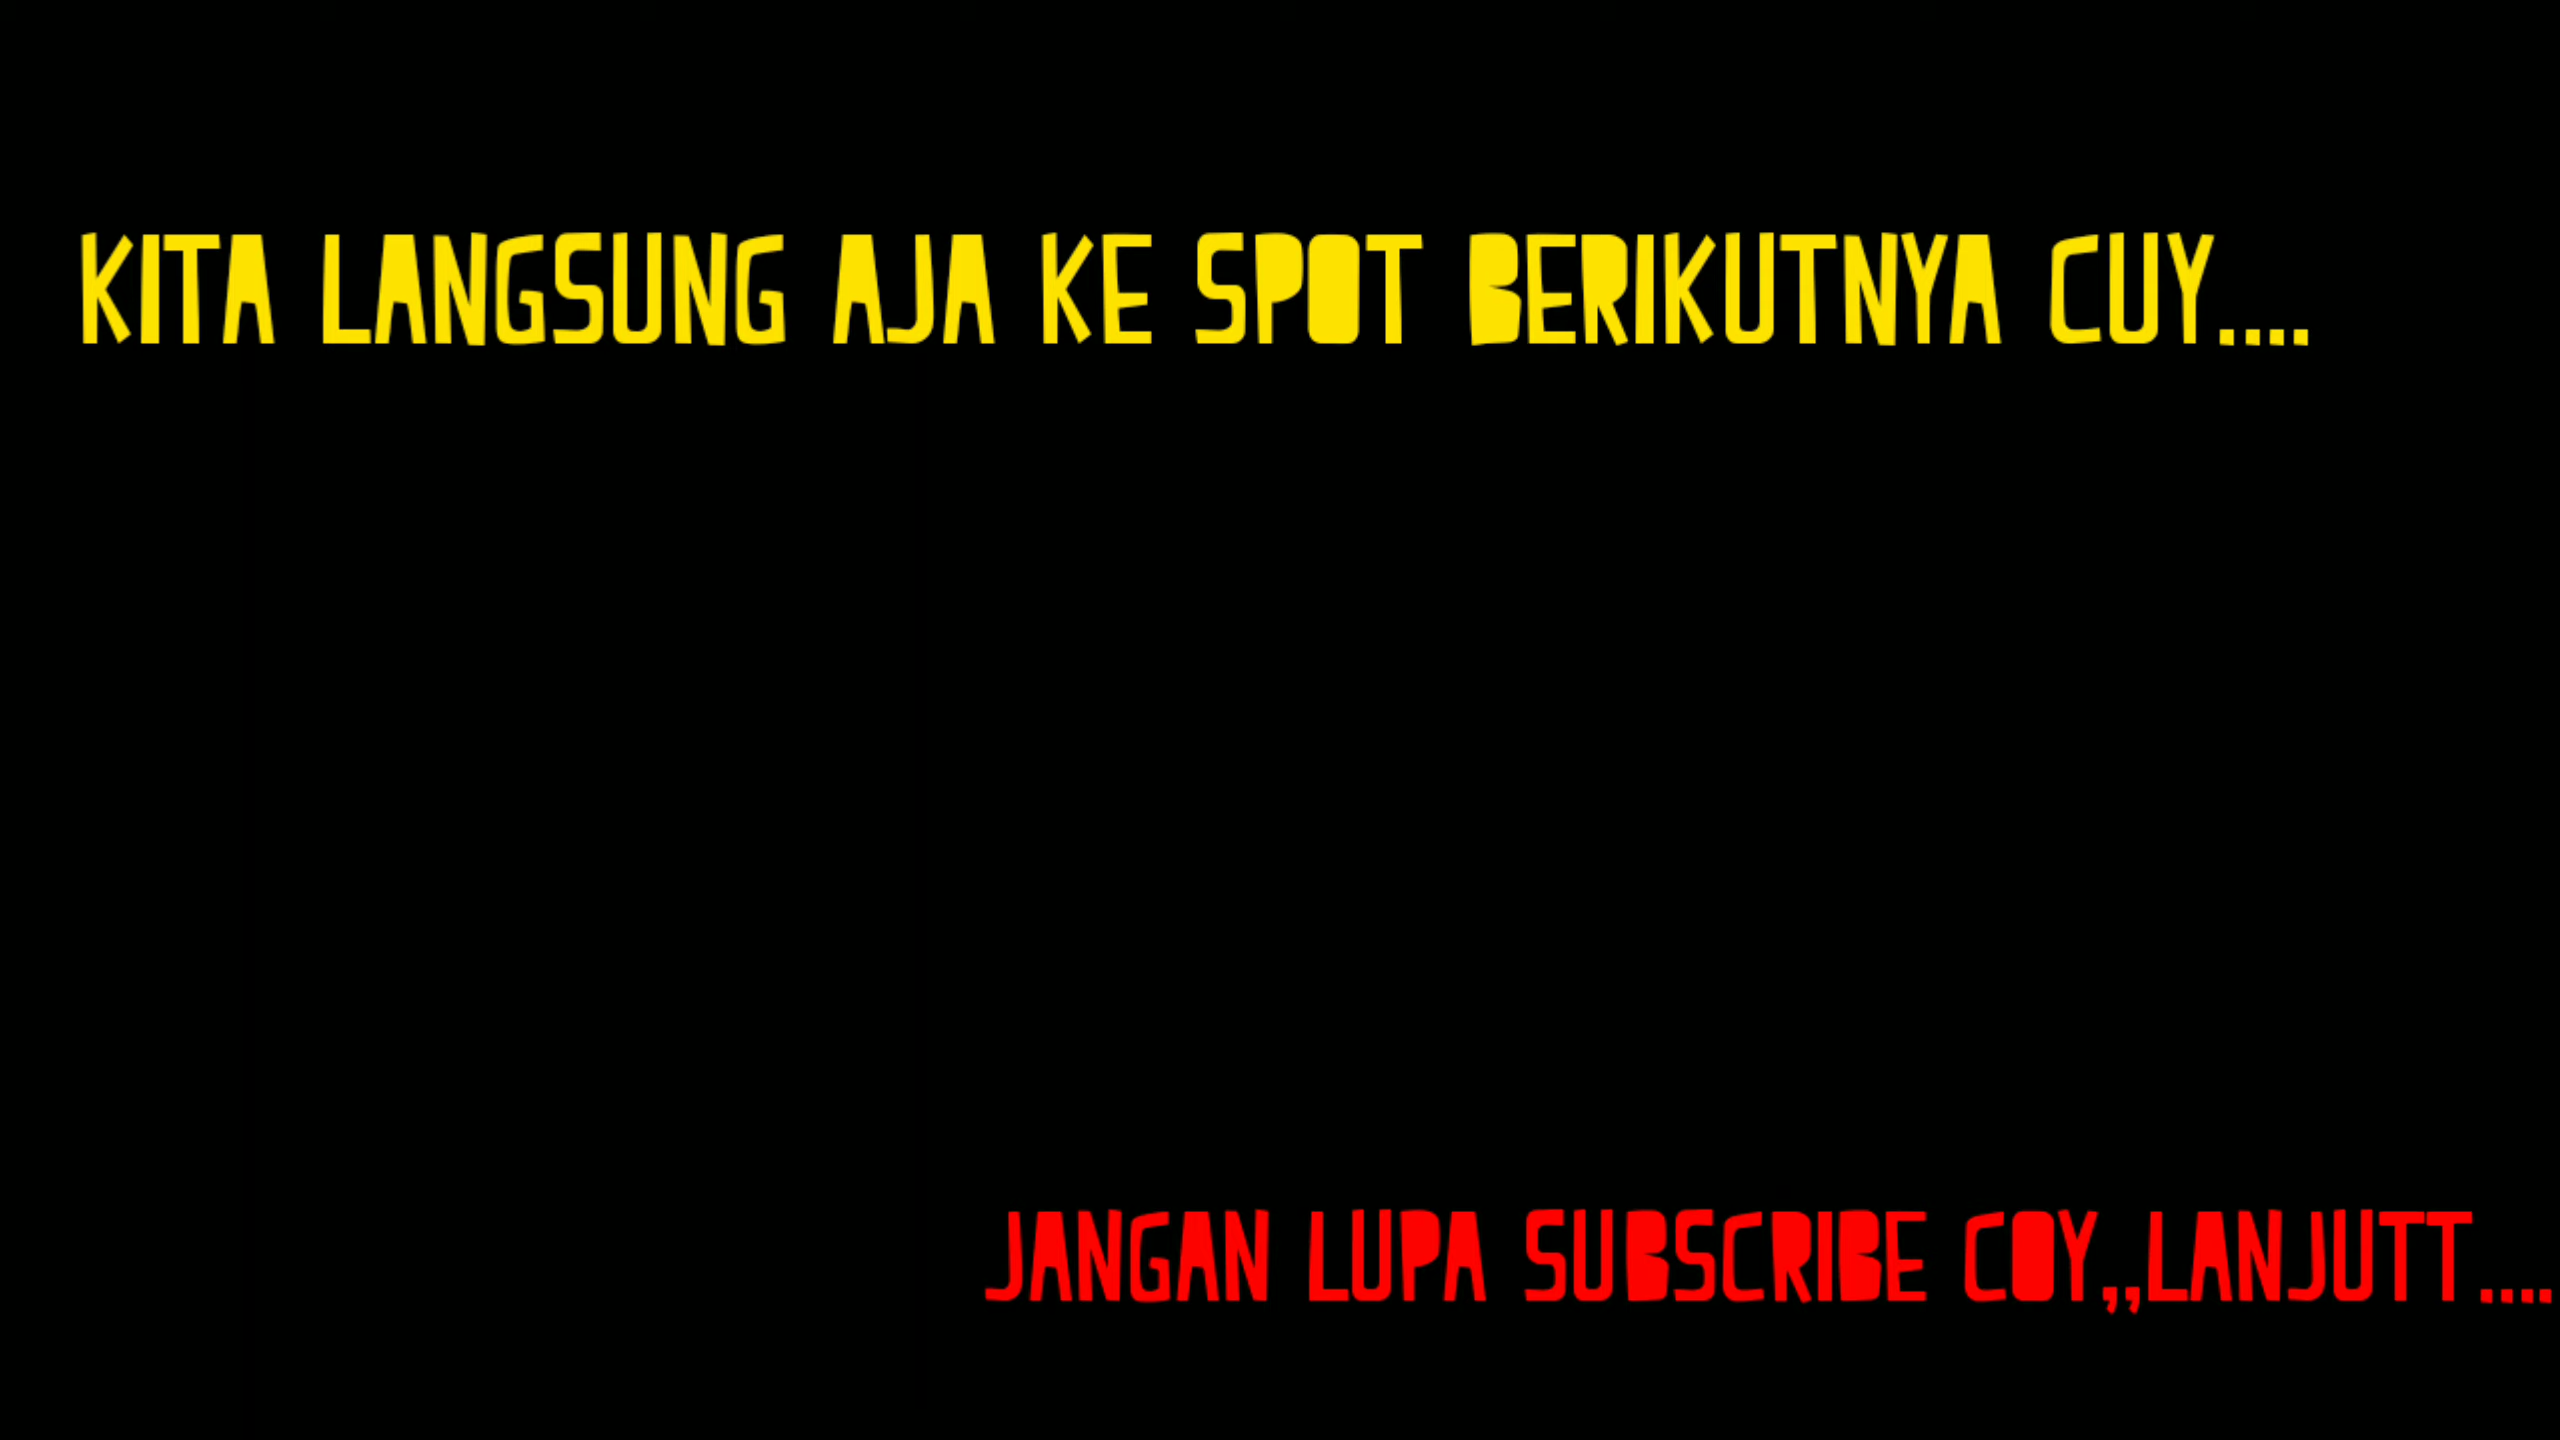 KITA LANGSUNG AJA KE SPOT BERIKUTNYA CUY....
JANGAN LUPA SUBSCRIBE COY,,LANJUTT....